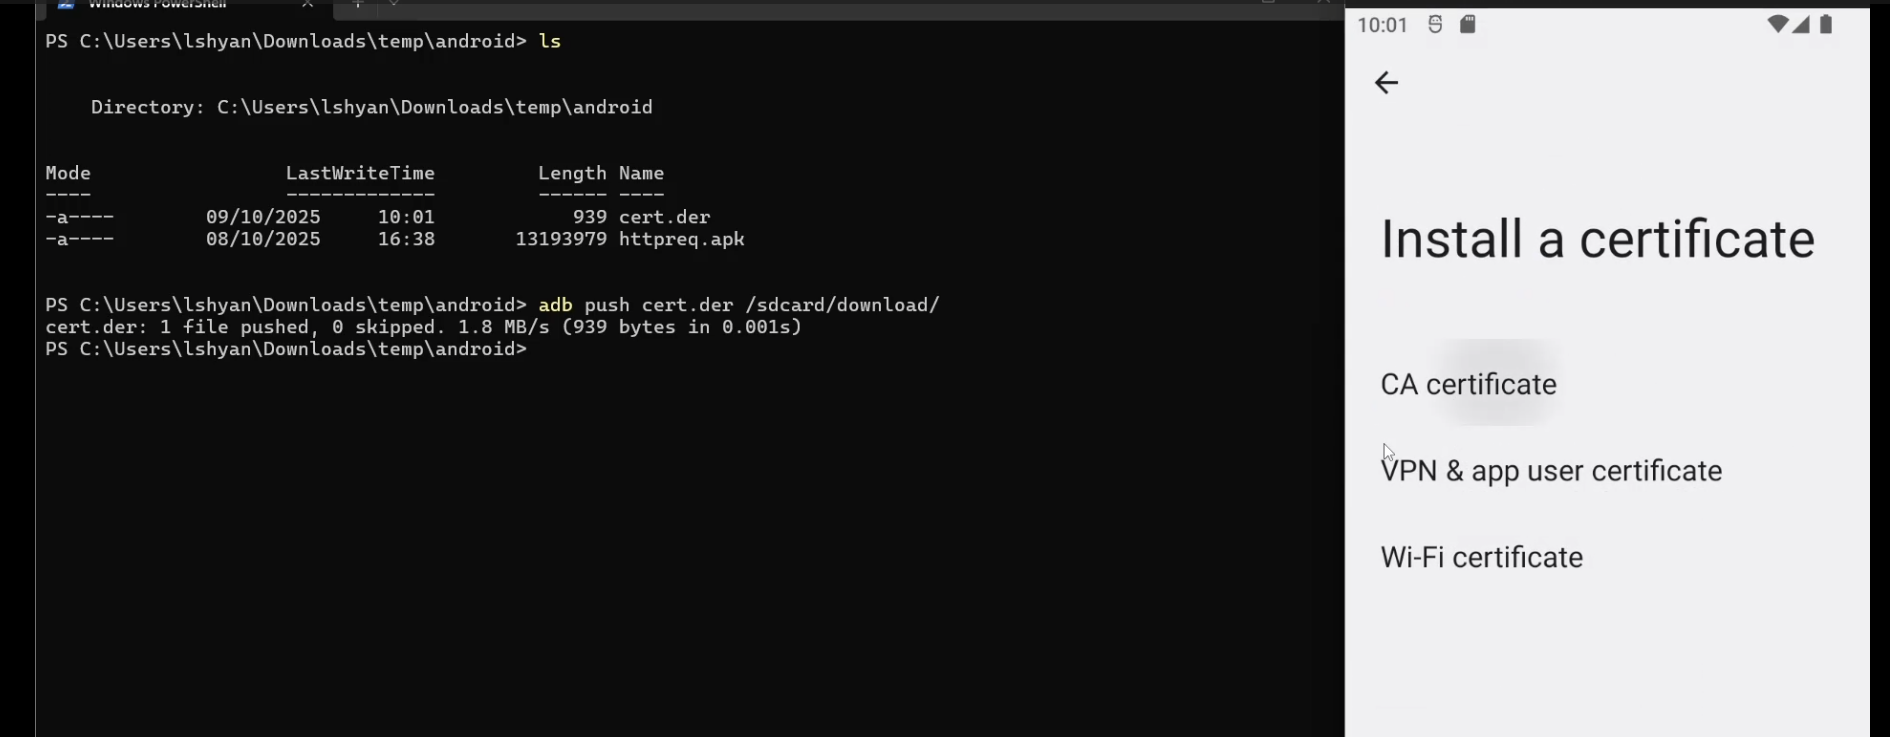 Windows PowerShell
PS C:\Users\lshyan\Downloads\temp\android> ls
Directory: C:\Users\lshyan\Downloads\temp\android
Mode LastWriteTime Length Name
---- ------------- ------ ----
-a---- 09/10/2025 10:01 939 cert.der
-a---- 08/10/2025 16:38 13193979 httpreq.apk
PS C:\Users\lshyan\Downloads\temp\android> adb push cert.der /sdcard/download/
cert.der: 1 file pushed, 0 skipped. 1.8 MB/s (939 bytes in 0.001s)
PS C:\Users\lshyan\Downloads\temp\android>
10:01
Install a certificate
CA certificate
VPN & app user certificate
Wi-Fi certificate